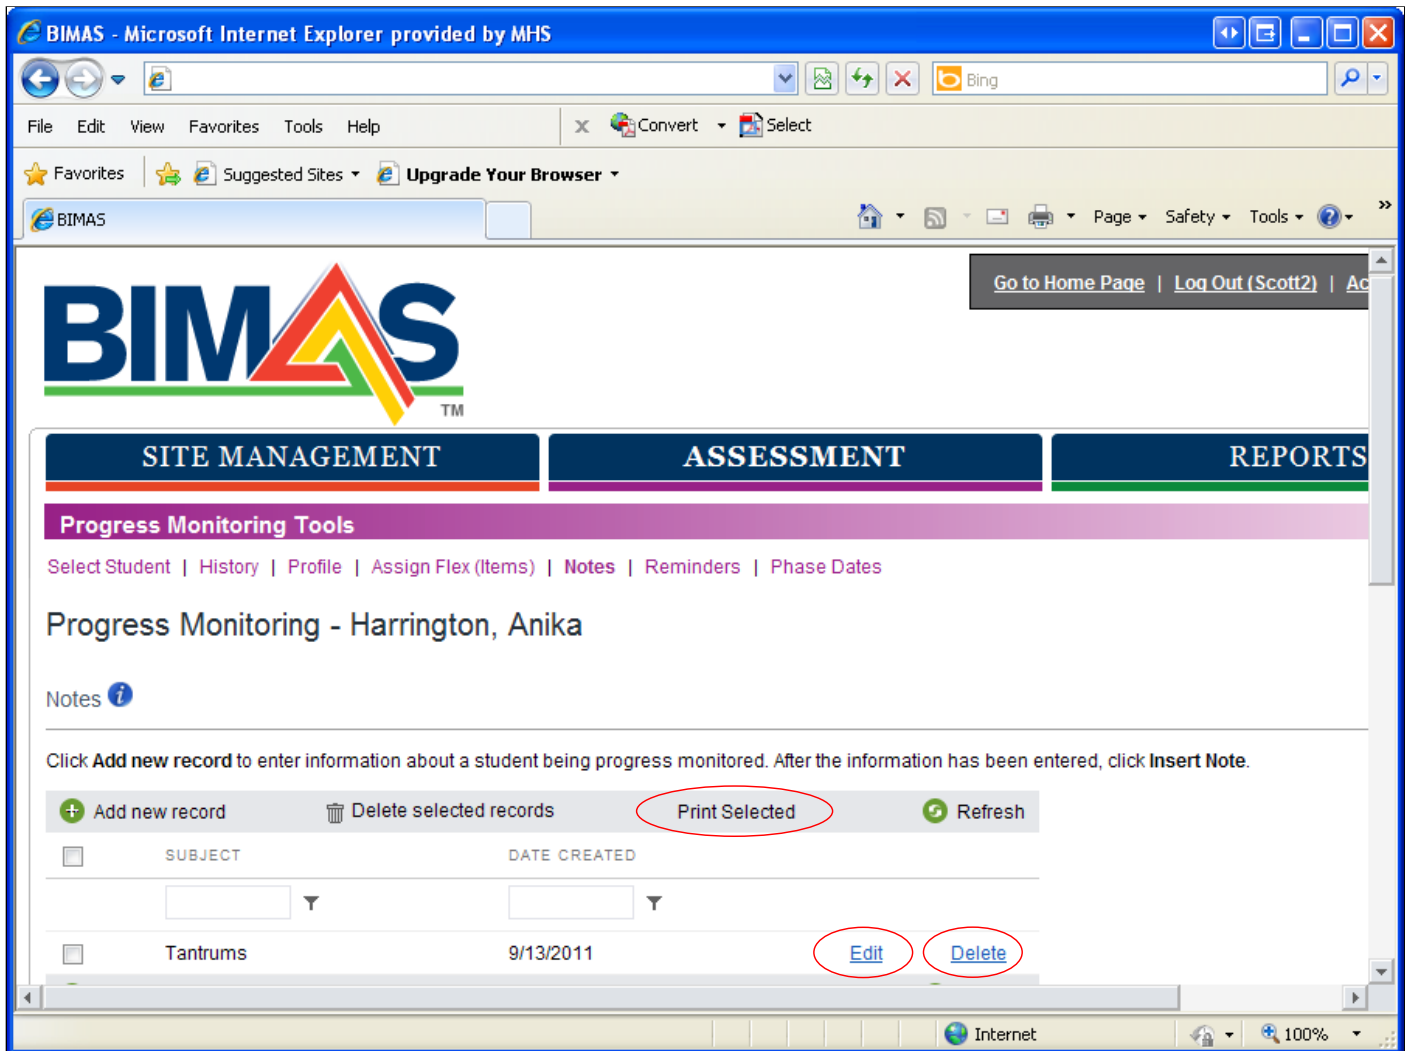 BIMAS - Microsoft Internet Explorer provided by MHS
Bing
File Edit View Favorites Tools Help x Convert Select
Favorites Suggested Sites Upgrade Your Browser
BIMAS Page Safety Tools »
Go to Home Page | Log Out (Scott2) | Ac
BIMAS
TM
SITE MANAGEMENT ASSESSMENT REPORTS
Progress Monitoring Tools
Select Student | History | Profile | Assign Flex (Items) | Notes | Reminders | Phase Dates
Progress Monitoring - Harrington, Anika
Notes i
Click Add new record to enter information about a student being progress monitored. After the information has been entered, click Insert Note.
Add new record Delete selected records Print Selected Refresh
SUBJECT DATE CREATED
Tantrums 9/13/2011 Edit Delete
Internet 100%